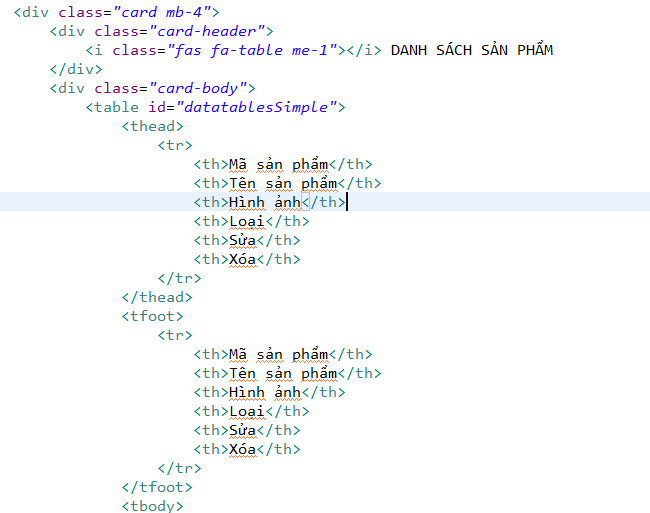 <div class="card mb-4">
<div class="card-header">
<i class="fas fa-table me-1"></i> DANH SÁCH SẢN PHẨM
</div>
<div class="card-body">
<table id="datatablesSimple">
<thead>
<tr>
<th>Mã sản phẩm</th>
<th>Tên sản phẩm</th>
<th>Hình ảnh</th>
<th>Loại</th>
<th>Sửa</th>
<th>Xóa</th>
</tr>
</thead>
<tfoot>
<tr>
<th>Mã sản phẩm</th>
<th>Tên sản phẩm</th>
<th>Hình ảnh</th>
<th>Loại</th>
<th>Sửa</th>
<th>Xóa</th>
</tr>
</tfoot>
<tbody>